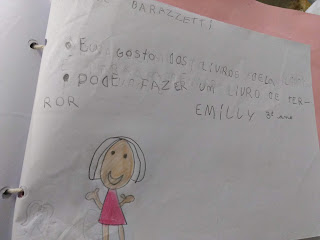 BARAZZETTI
• EU GOSTO DOS LIVROS DELA
• PODE FAZER UM LIVRO DE TER-
ROR
EMILLY 3º ano